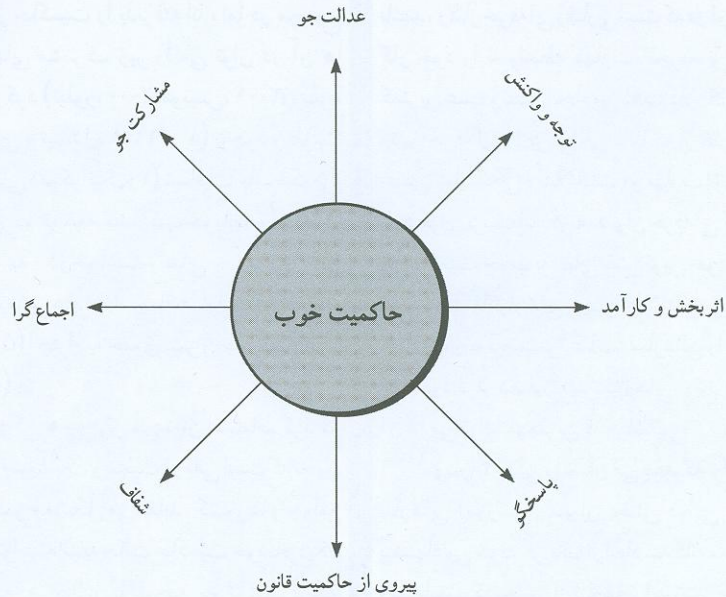 عدالت جو
توجه و واکنش
مشارکت جو
اثربخش و کارآمد
حاکمیت خوب
اجماع گرا
پاسخگو
شفاف
پیروی از حاکمیت قانون